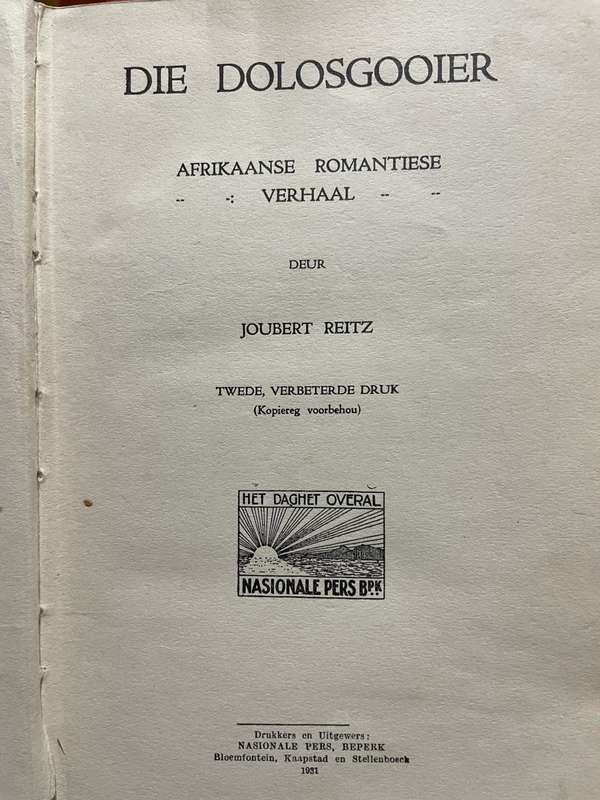 DIE DOLOSGOOIER
AFRIKAANSE ROMANTIESE
-- -: VERHAAL -- --
DEUR
JOUBERT REITZ
TWEDE, VERBETERDE DRUK
(Kopiereg voorbehou)
HET DAGHET OVERAL
NASIONALE PERS BPK
Drukkers en Uitgewers:
NASIONALE PERS, BEPERK
Bloemfontein, Kaapstad en Stellenbosch
1931